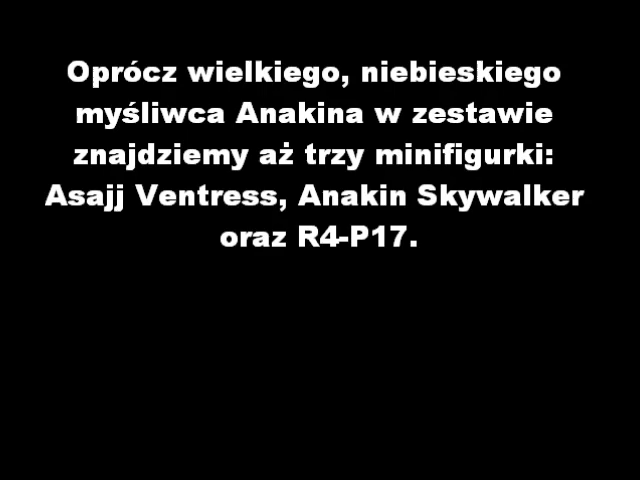 Oprócz wielkiego, niebieskiego
myśliwca Anakina w zestawie
znajdziemy aż trzy minifigurki:
Asajj Ventress, Anakin Skywalker
oraz R4-P17.